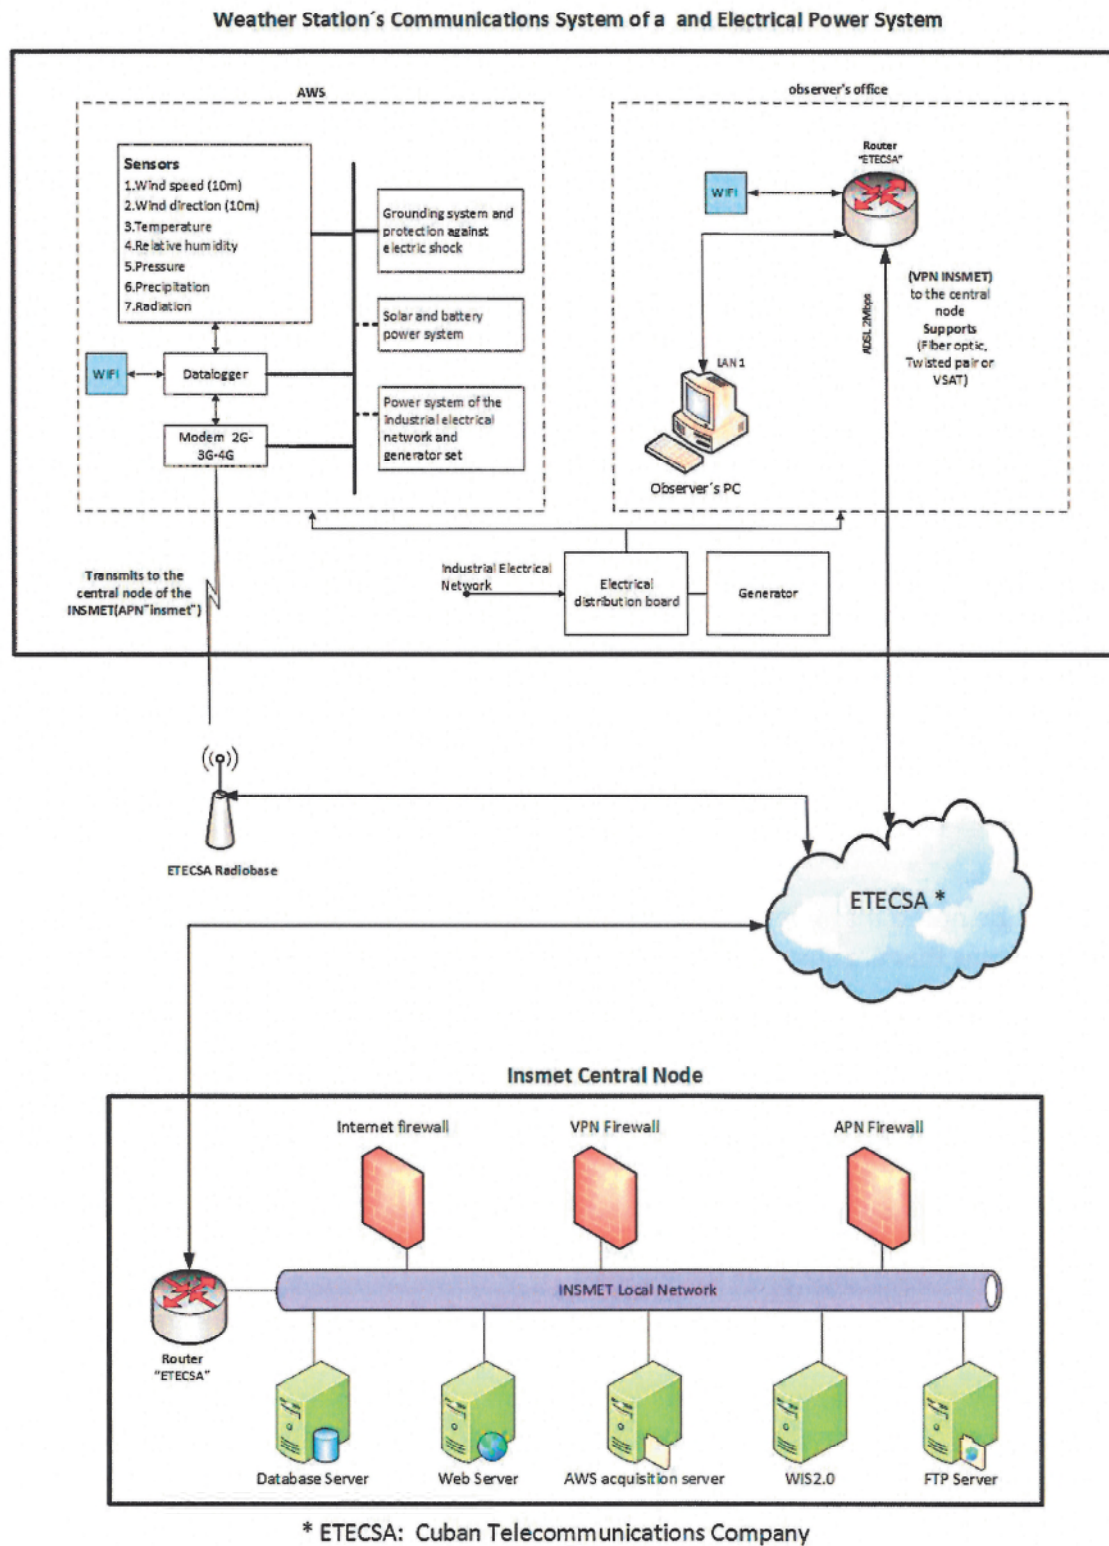 Weather Station´s Communications System of a and Electrical Power System
AWS
Sensors
1.Wind speed (10m)
2.Wind direction (10m)
3.Temperature
4.Relative humidity
5.Pressure
6.Precipitation
7.Radiation
Grounding system and
protection against
electric shock
Solar and battery
power system
WIFI
Datalogger
Power system of the
industrial electrical
network and
generator set
Modem 2G-
3G-4G
observer's office
Router
"ETECSA"
WIFI
(VPN INSMET)
to the central
node
Supports
(Fiber optic,
Twisted pair or
VSAT)
ADSL 2Mbps
LAN 1
Observer´s PC
Transmits to the
central node of the
INSMET(APN"insmet")
Industrial Electrical
Network
Electrical
distribution board
Generator
ETECSA Radiobase
ETECSA *
Insmet Central Node
Internet firewall
VPN Firewall
APN Firewall
INSMET Local Network
Router
"ETECSA"
Database Server
Web Server
AWS acquisition server
WIS2.0
FTP Server
* ETECSA: Cuban Telecommunications Company